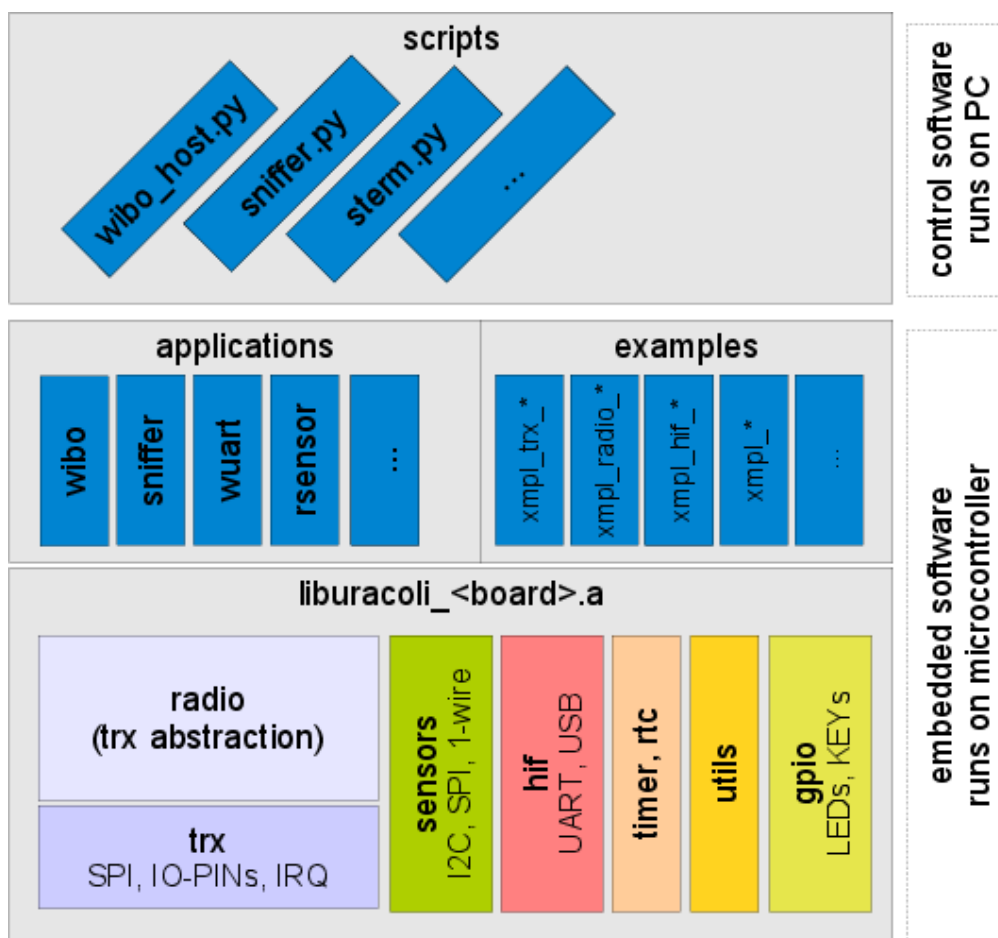 scripts
wibo_host.py
sniffer.py
sterm.py
...
control software
runs on PC
applications
wibo
sniffer
wuart
rsensor
...
examples
xmpl_trx_*
xmpl_radio_*
xmpl_hif_*
xmpl_*
...
embedded software
runs on microcontroller
liburacoli_<board>.a
radio
(trx abstraction)
trx
SPI, IO-PINs, IRQ
sensors
I2C, SPI, 1-wire
hif
UART, USB
timer, rtc
utils
gpio
LEDs, KEYs